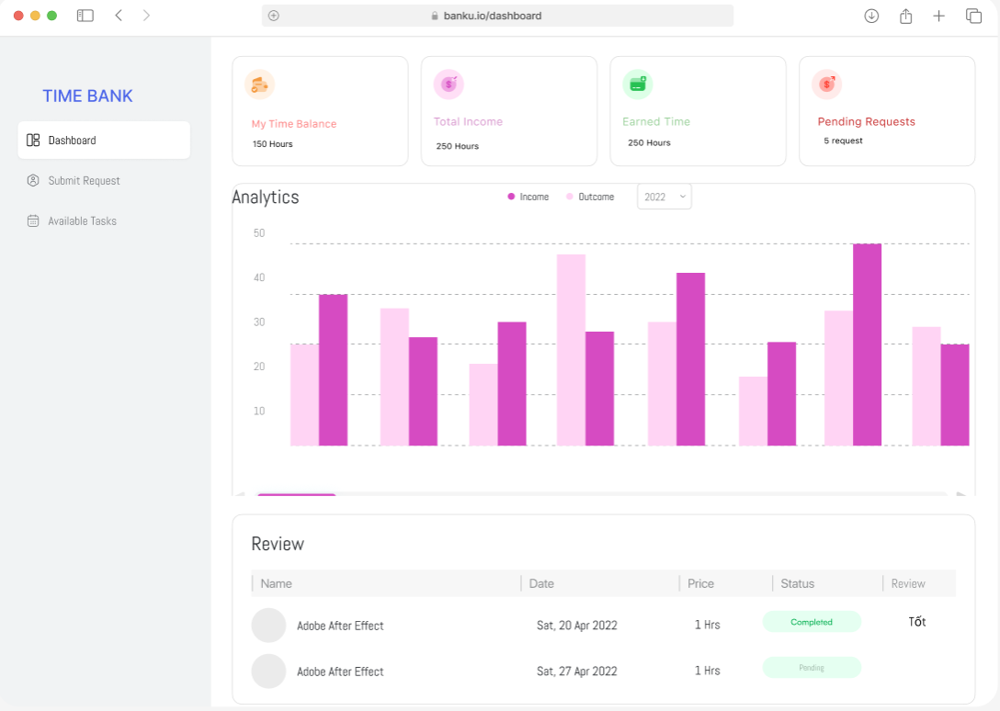 banku.io/dashboard
TIME BANK
Dashboard
Submit Request
Available Tasks
My Time Balance
150 Hours
Total Income
250 Hours
Earned Time
250 Hours
Pending Requests
5 request
Analytics
Income
Outcome
2022
50
40
30
20
10
Review
Name Date Price Status Review
Adobe After Effect Sat, 20 Apr 2022 1 Hrs Completed Tốt
Adobe After Effect Sat, 27 Apr 2022 1 Hrs Pending